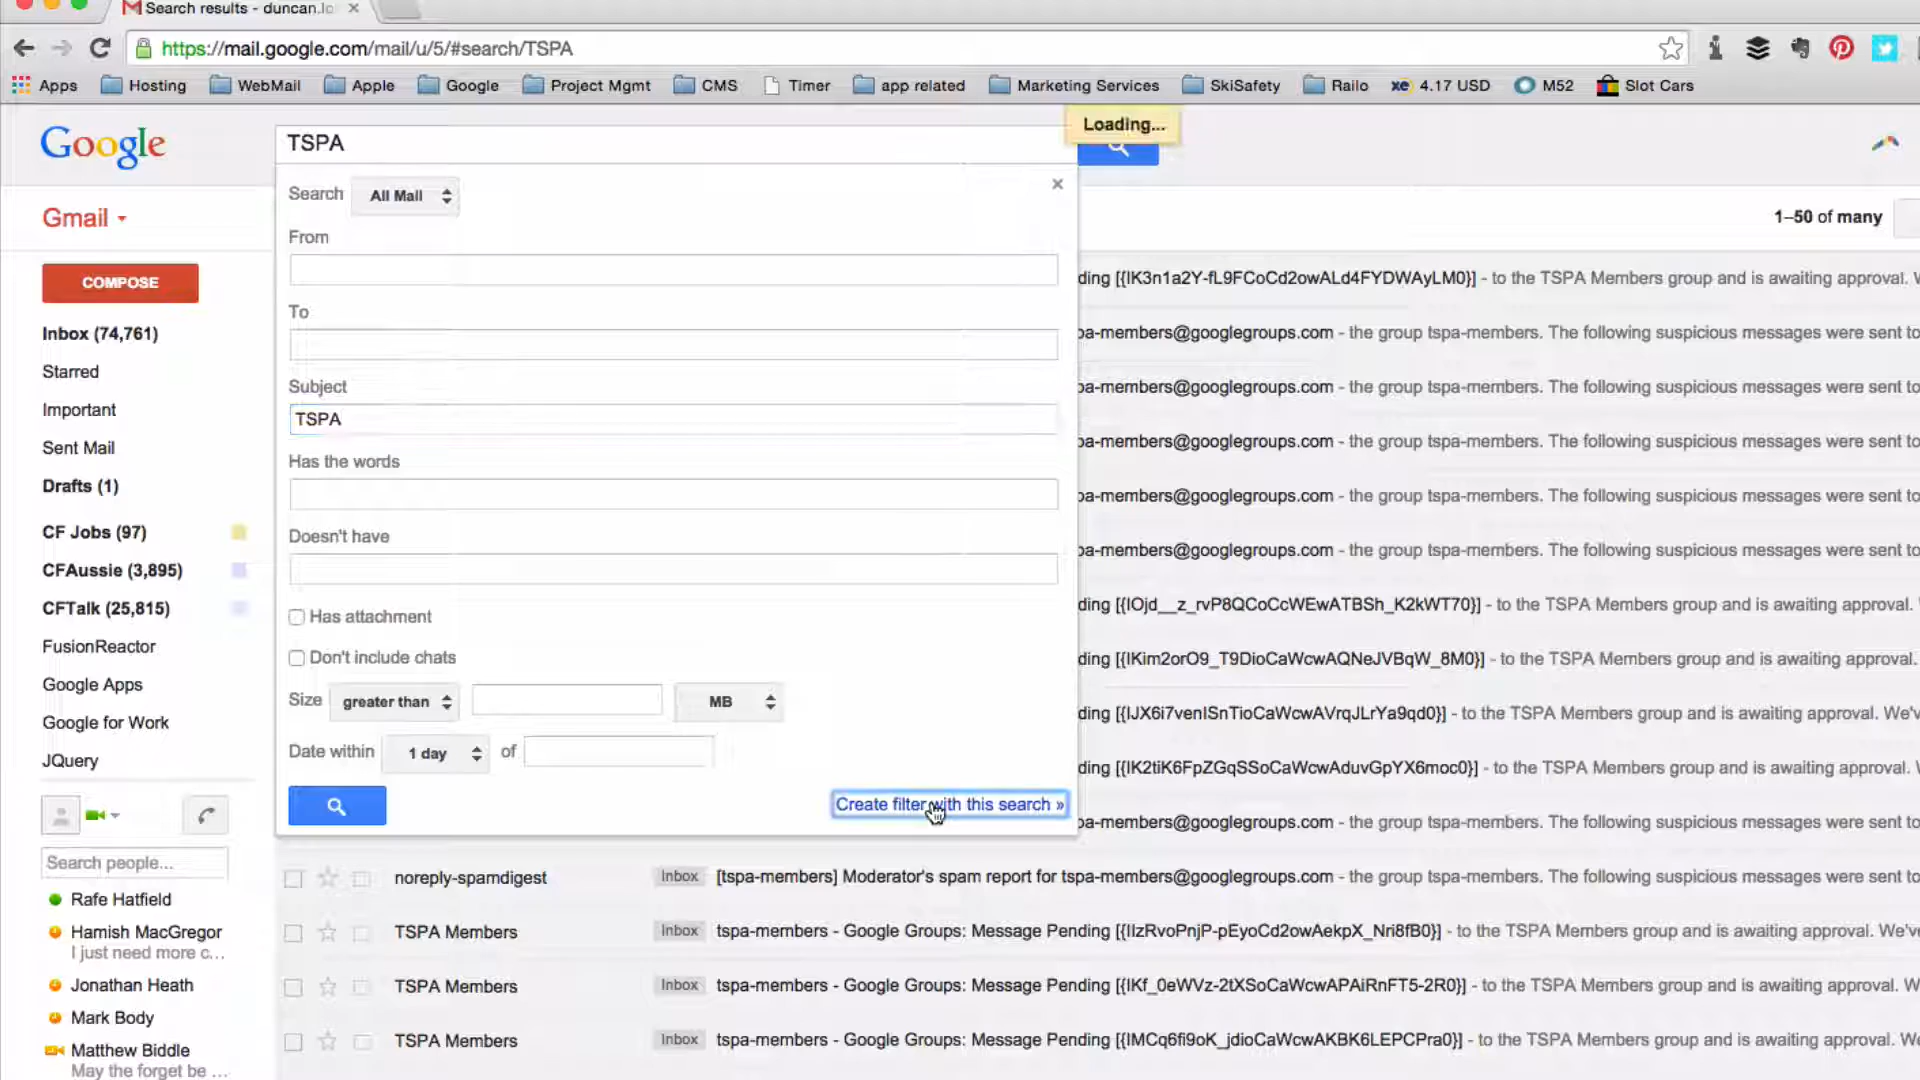 Search results - duncan.lo
https://mail.google.com/mail/u/5/#search/TSPA
Apps Hosting WebMail Apple Google Project Mgmt CMS Timer app related Marketing Services SkiSafety Railo xe 4.17 USD M52 Slot Cars
Google
TSPA
Loading...
Search All Mail
Gmail
1–50 of many
From
COMPOSE
ding [{IK3n1a2Y-fL9FCoCd2owALd4FYDWAyLM0}] - to the TSPA Members group and is awaiting approval. W
To
Inbox (74,761)
pa-members@googlegroups.com - the group tspa-members. The following suspicious messages were sent to
Starred
Subject
pa-members@googlegroups.com - the group tspa-members. The following suspicious messages were sent to
Important
TSPA
Sent Mail
pa-members@googlegroups.com - the group tspa-members. The following suspicious messages were sent to
Has the words
Drafts (1)
pa-members@googlegroups.com - the group tspa-members. The following suspicious messages were sent to
CF Jobs (97)
Doesn't have
pa-members@googlegroups.com - the group tspa-members. The following suspicious messages were sent to
CFAussie (3,895)
CFTalk (25,815)
ding [{IOjd__z_rvP8QCoCcWEwATBSh_K2kWT70}] - to the TSPA Members group and is awaiting approval.
Has attachment
FusionReactor
Don't include chats
ding [{IKim2orO9_T9DioCaWcwAQNeJVBqW_8M0}] - to the TSPA Members group and is awaiting approval.
Google Apps
Size greater than MB
ding [{IJX6i7venISnTioCaWcwAVrqJLrYa9qd0}] - to the TSPA Members group and is awaiting approval. We'v
Google for Work
Date within 1 day of
JQuery
ding [{IK2tiK6FpZGqSSoCaWcwAduvGpYX6moc0}] - to the TSPA Members group and is awaiting approval. W
Create filter with this search »
pa-members@googlegroups.com - the group tspa-members. The following suspicious messages were sent to
Search people...
noreply-spamdigest Inbox [tspa-members] Moderator's spam report for tspa-members@googlegroups.com - the group tspa-members. The following suspicious messages were sent to
Rafe Hatfield
Hamish MacGregor
TSPA Members Inbox tspa-members - Google Groups: Message Pending [{IIzRvoPnjP-pEyoCd2owAekpX_Nri8fB0}] - to the TSPA Members group and is awaiting approval. We've
I just need more c...
Jonathan Heath
TSPA Members Inbox tspa-members - Google Groups: Message Pending [{IKf_0eWVz-2tXSoCaWcwAPAiRnFT5-2R0}] - to the TSPA Members group and is awaiting approval. W
Mark Body
TSPA Members Inbox tspa-members - Google Groups: Message Pending [{IMCq6fi9oK_jdioCaWcwAKBK6LEPCPra0}] - to the TSPA Members group and is awaiting approval. We
Matthew Biddle
May the forget be ...